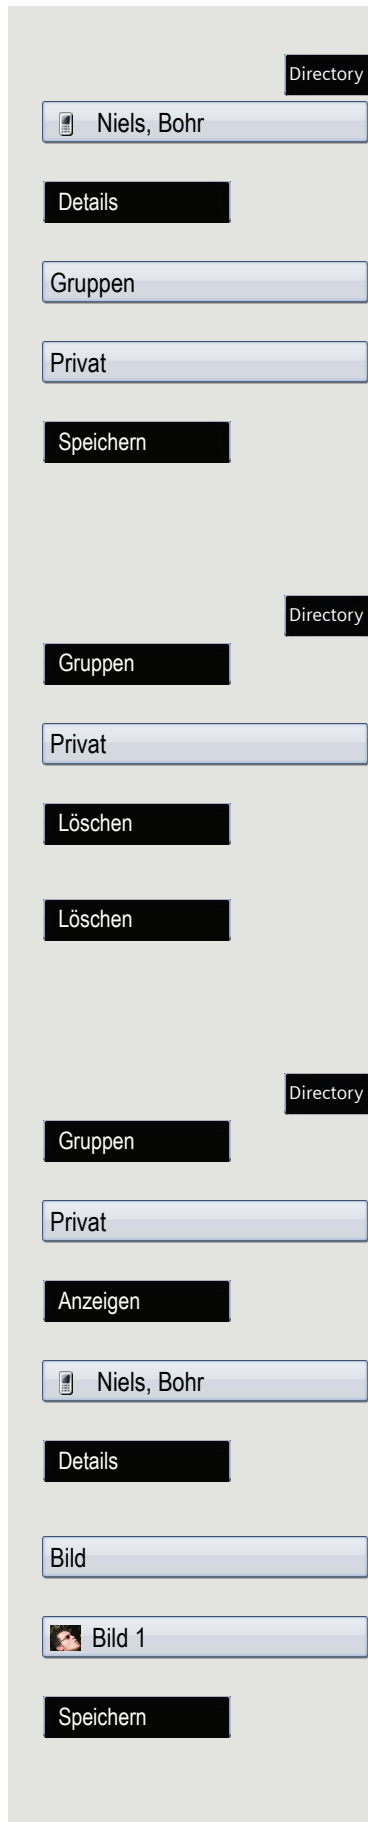 Directory
Niels, Bohr
Details
Gruppen
Privat
Speichern
Directory
Gruppen
Privat
Löschen
Löschen
Directory
Gruppen
Privat
Anzeigen
Niels, Bohr
Details
Bild
Bild 1
Speichern